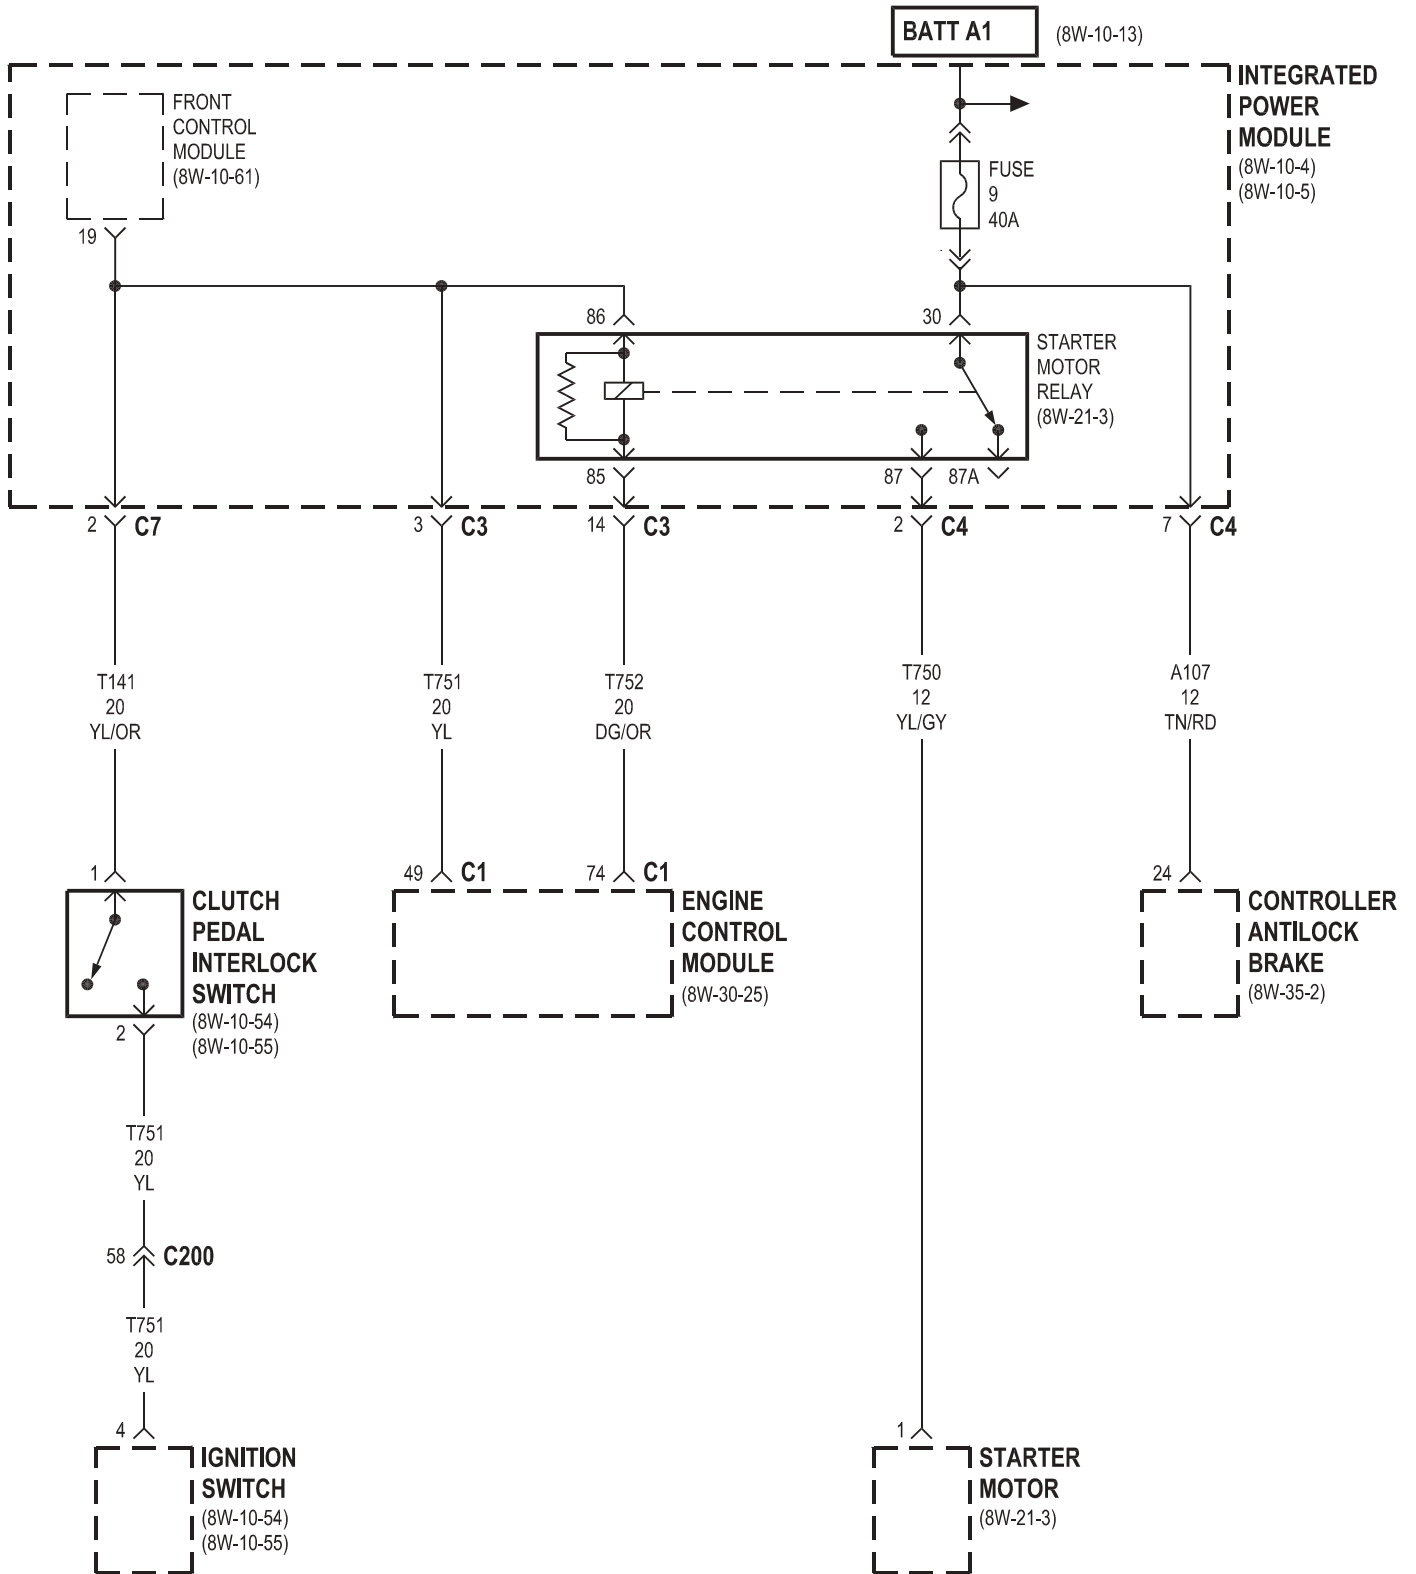 BATT A1
(8W-10-13)
INTEGRATED
POWER
MODULE
(8W-10-4)
(8W-10-5)
FRONT
CONTROL
MODULE
(8W-10-61)
19
FUSE
9
40A
86
30
STARTER
MOTOR
RELAY
(8W-21-3)
85
87
87A
2
C7
3
C3
14
C3
2
C4
7
C4
T141
20
YL/OR
T751
20
YL
T752
20
DG/OR
T750
12
YL/GY
A107
12
TN/RD
1
49
C1
74
C1
24
CLUTCH
PEDAL
INTERLOCK
SWITCH
(8W-10-54)
(8W-10-55)
ENGINE
CONTROL
MODULE
(8W-30-25)
CONTROLLER
ANTILOCK
BRAKE
(8W-35-2)
2
T751
20
YL
58
C200
T751
20
YL
4
IGNITION
SWITCH
(8W-10-54)
(8W-10-55)
1
STARTER
MOTOR
(8W-21-3)